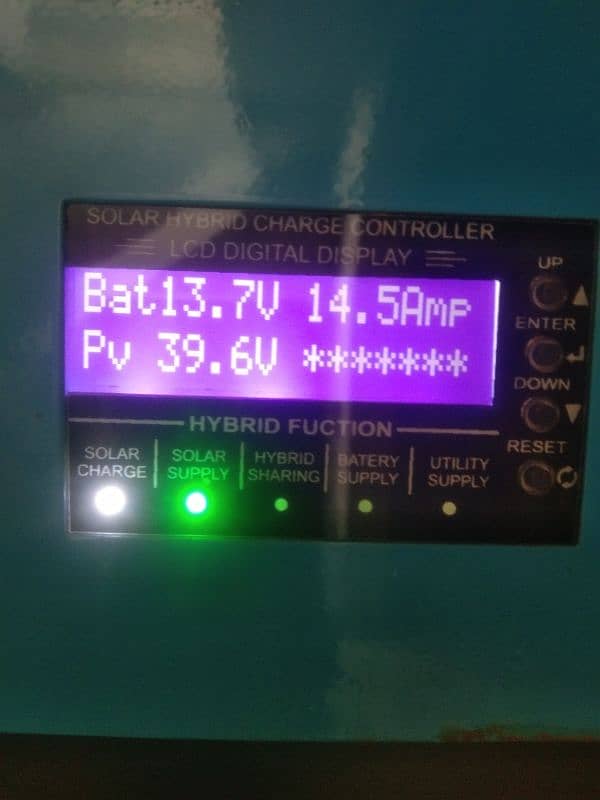 SOLAR HYBRID CHARGE CONTROLLER
LCD DIGITAL DISPLAY
Bat13.7V 14.5Amp
Pv 39.6V *******
UP
ENTER
DOWN
RESET
HYBRID FUCTION
SOLAR CHARGE
SOLAR SUPPLY
HYBRID SHARING
BATERY SUPPLY
UTILITY SUPPLY